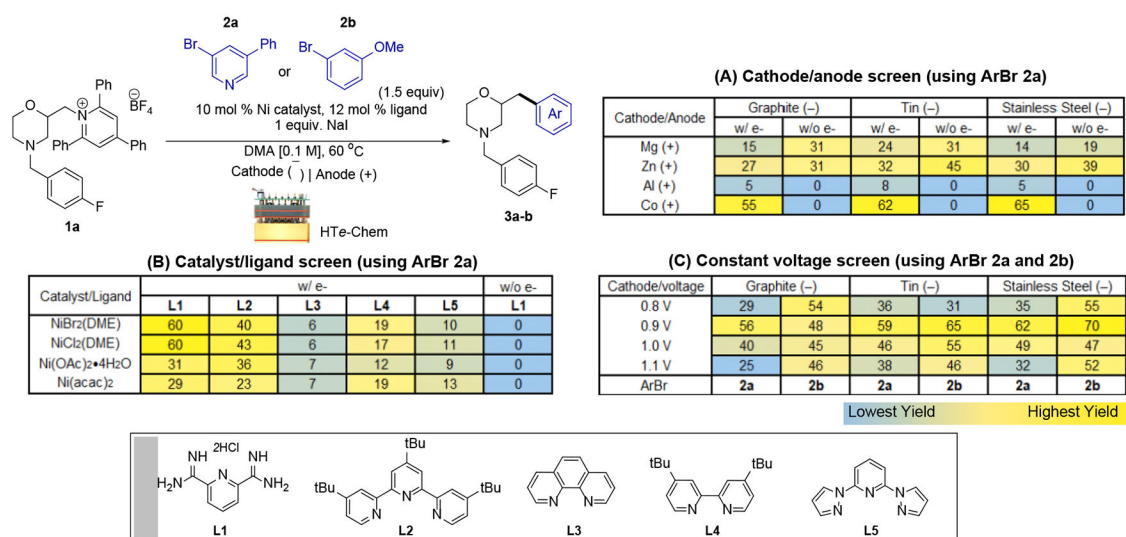 2a
2b
Br
Ph
N
or
Br
OMe
(1.5 equiv)
Ph
BF4
O
N+
Ph
Ph
N
F
1a
10 mol % Ni catalyst, 12 mol % ligand
1 equiv. NaI
DMA [0.1 M], 60 °C
Cathode (–) | Anode (+)
HTe-Chem
O
Ar
N
F
3a-b
(A) Cathode/anode screen (using ArBr 2a)
Cathode/Anode Graphite (–) Tin (–) Stainless Steel (–)
w/ e- w/o e- w/ e- w/o e- w/ e- w/o e-
Mg (+) 15 31 24 31 14 19
Zn (+) 27 31 32 45 30 39
Al (+) 5 0 8 0 5 0
Co (+) 55 0 62 0 65 0
(B) Catalyst/ligand screen (using ArBr 2a)
Catalyst/Ligand w/ e- w/o e-
L1 L2 L3 L4 L5 L1
NiBr2(DME) 60 40 6 19 10 0
NiCl2(DME) 60 43 6 17 11 0
Ni(OAc)2•4H2O 31 36 7 12 9 0
Ni(acac)2 29 23 7 19 13 0
(C) Constant voltage screen (using ArBr 2a and 2b)
Cathode/voltage Graphite (–) Tin (–) Stainless Steel (–)
0.8 V 29 54 36 31 35 55
0.9 V 56 48 59 65 62 70
1.0 V 40 45 46 55 49 47
1.1 V 25 46 38 46 32 52
ArBr 2a 2b 2a 2b 2a 2b
Lowest Yield Highest Yield
NH 2HCl NH
H2N N NH2
L1
tBu
tBu tBu
N N N
L2
N N
L3
tBu tBu
N N
L4
N N N
N N
L5